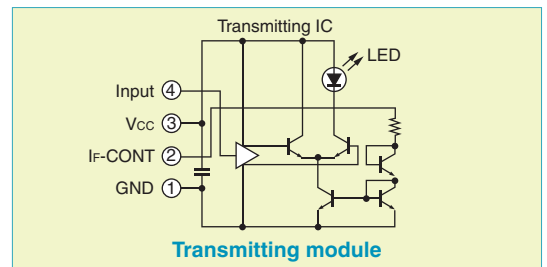 Transmitting IC
LED
Input ④
Vcc ③
IF-CONT ②
GND ①
Transmitting module